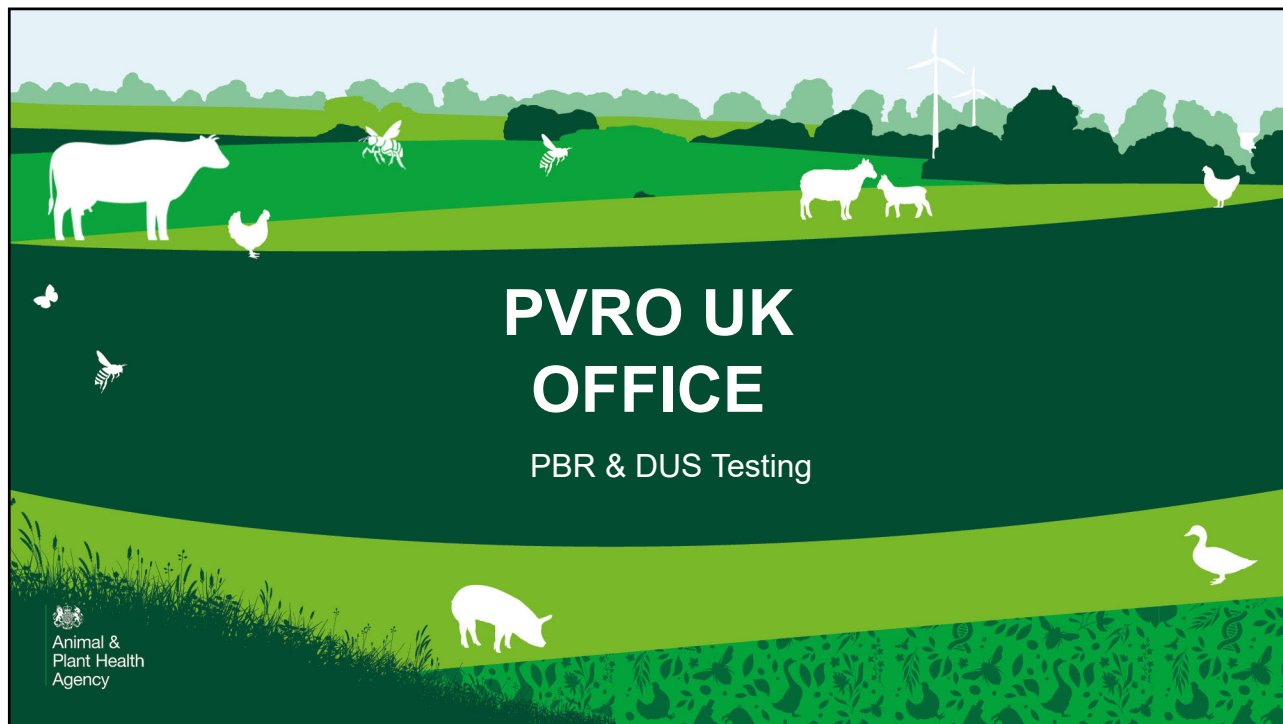 PVRO UK
OFFICE
PBR & DUS Testing
Animal &
Plant Health
Agency